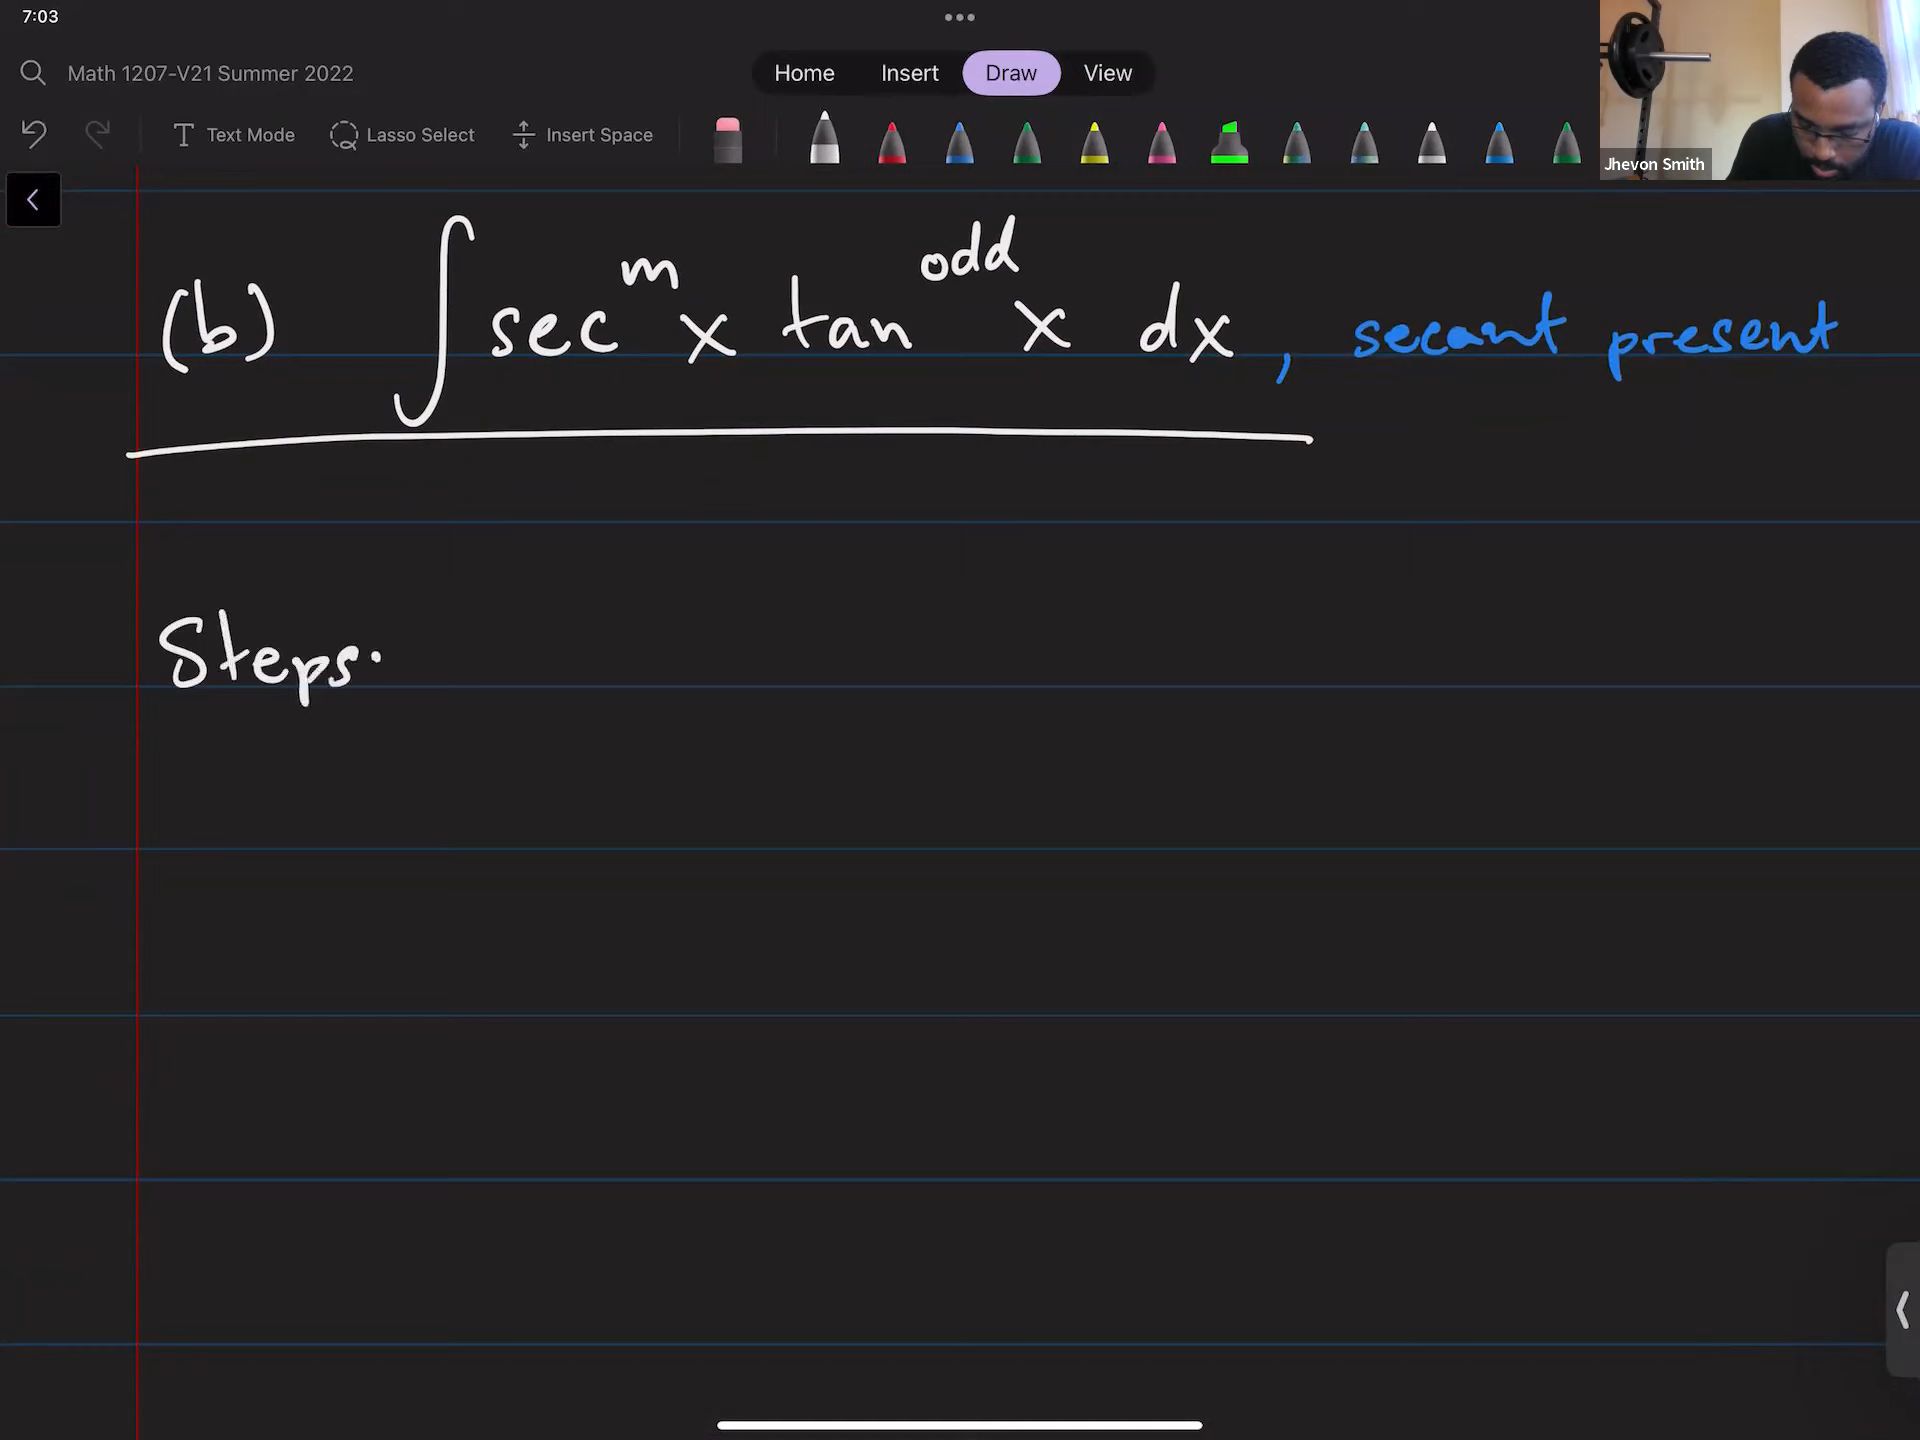 7:03
Math 1207-V21 Summer 2022
Home Insert Draw View
Text Mode Lasso Select Insert Space
Jhevon Smith
(b) ∫ sec^m x tan^odd x dx, secant present
Steps.